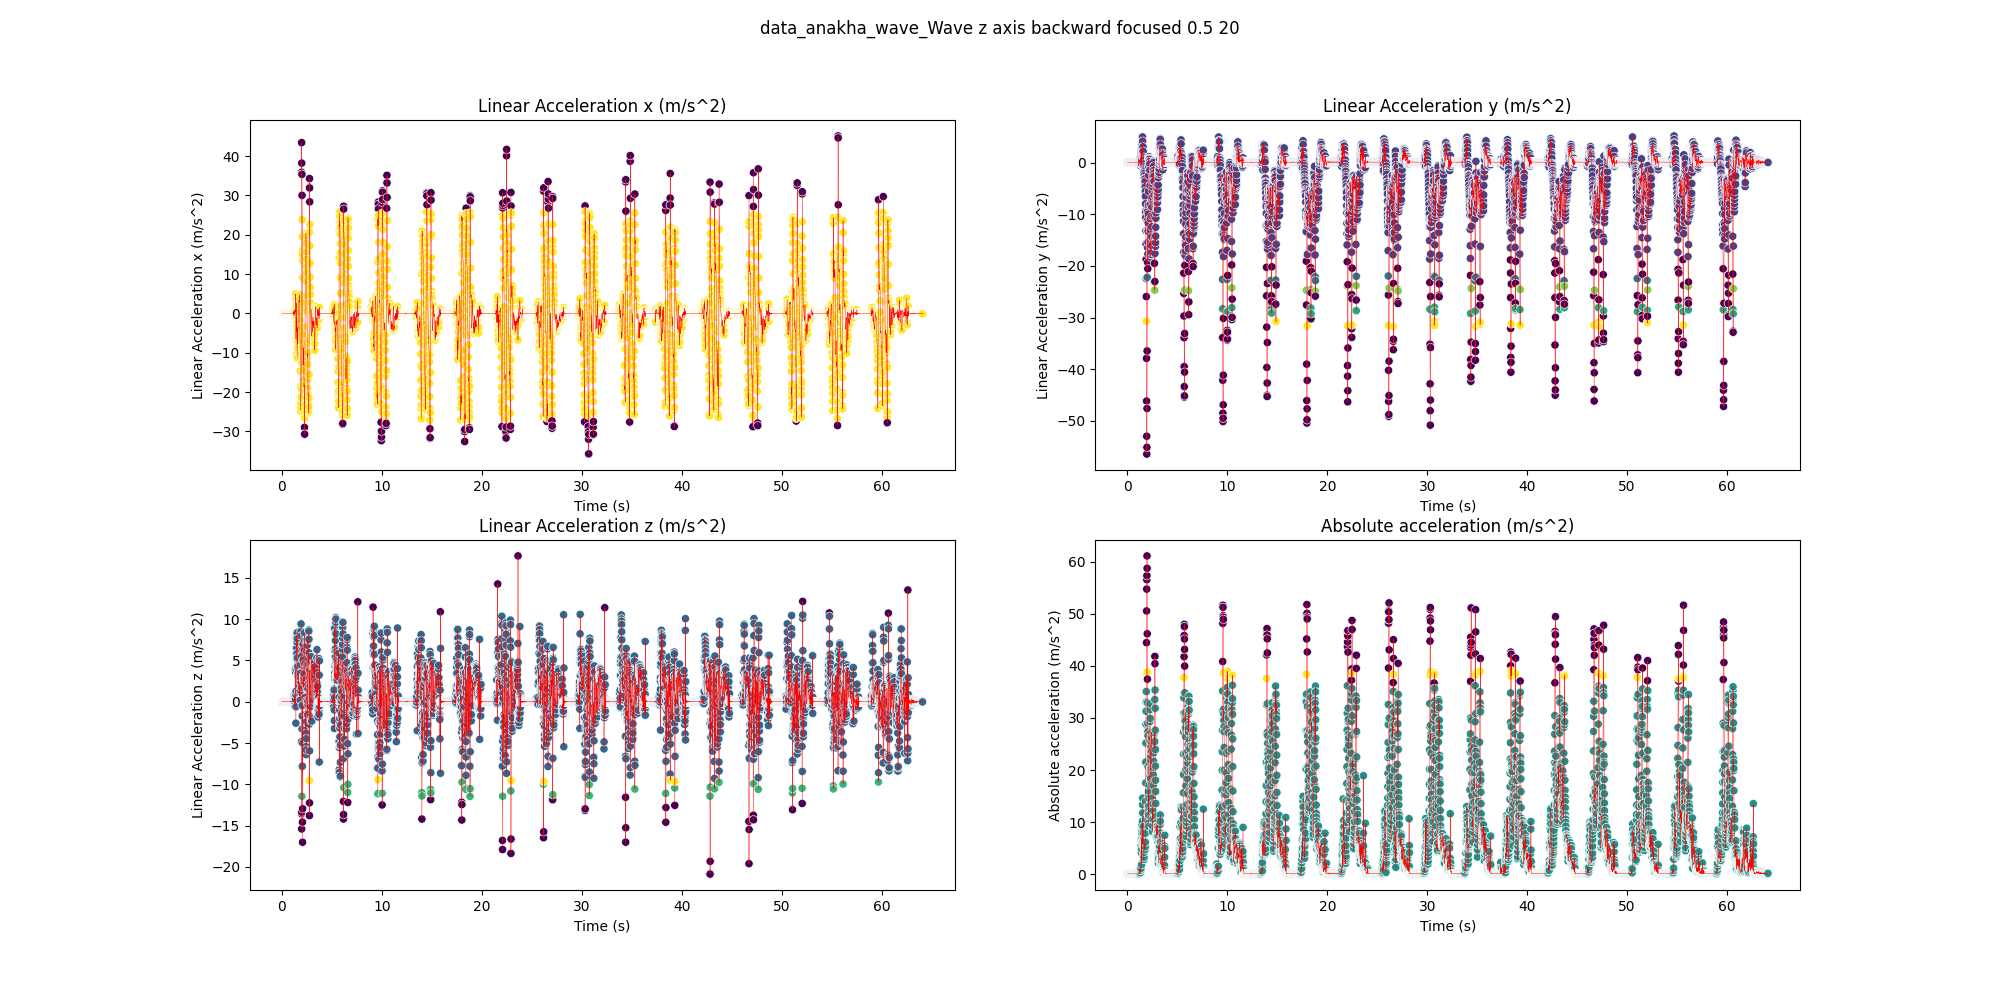 data_anakha_wave_Wave z axis backward focused 0.5 20
Linear Acceleration x (m/s^2)
Linear Acceleration x (m/s^2)
40
30
20
10
0
−10
−20
−30
0 10 20 30 40 50 60
Time (s)
Linear Acceleration y (m/s^2)
Linear Acceleration y (m/s^2)
0
−10
−20
−30
−40
−50
0 10 20 30 40 50 60
Time (s)
Linear Acceleration z (m/s^2)
Linear Acceleration z (m/s^2)
15
10
5
0
−5
−10
−15
−20
0 10 20 30 40 50 60
Time (s)
Absolute acceleration (m/s^2)
Absolute acceleration (m/s^2)
60
50
40
30
20
10
0
0 10 20 30 40 50 60
Time (s)